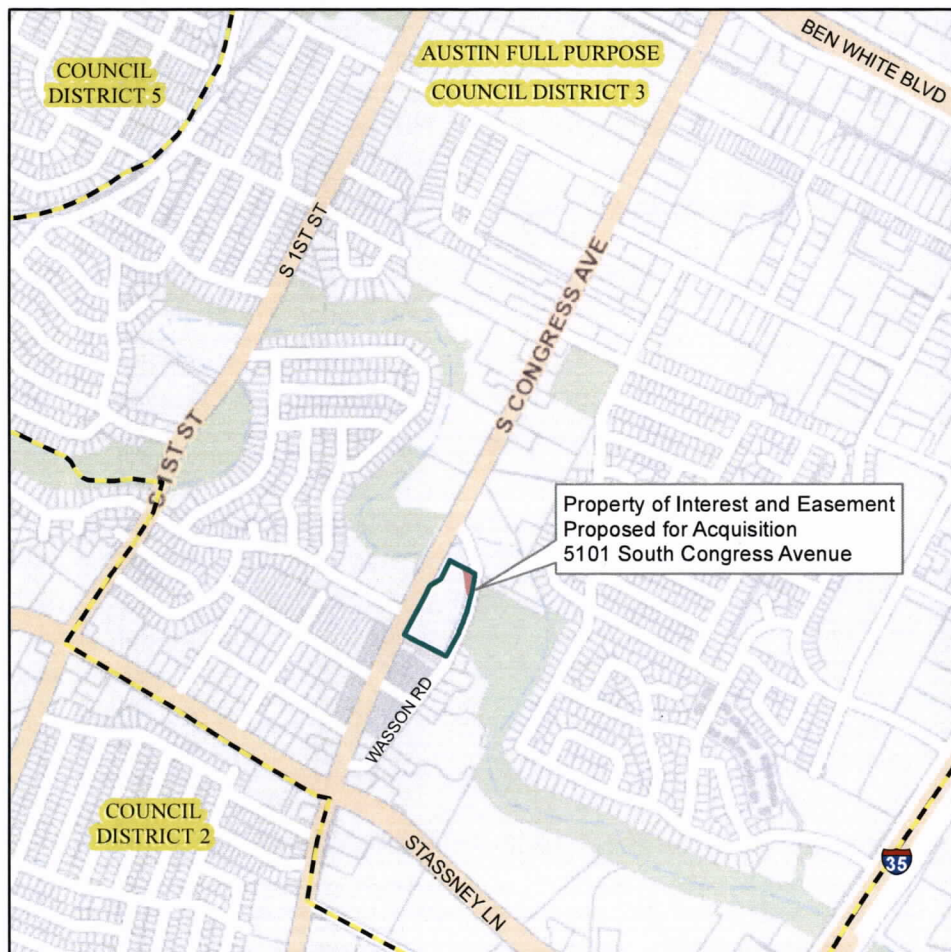 COUNCIL
DISTRICT 5
AUSTIN FULL PURPOSE
COUNCIL DISTRICT 3
BEN WHITE BLVD
S 1ST ST
S CONGRESS AVE
S 1ST ST
Property of Interest and Easement
Proposed for Acquisition
5101 South Congress Avenue
WASSON RD
COUNCIL
DISTRICT 2
STASSNEY LN
35